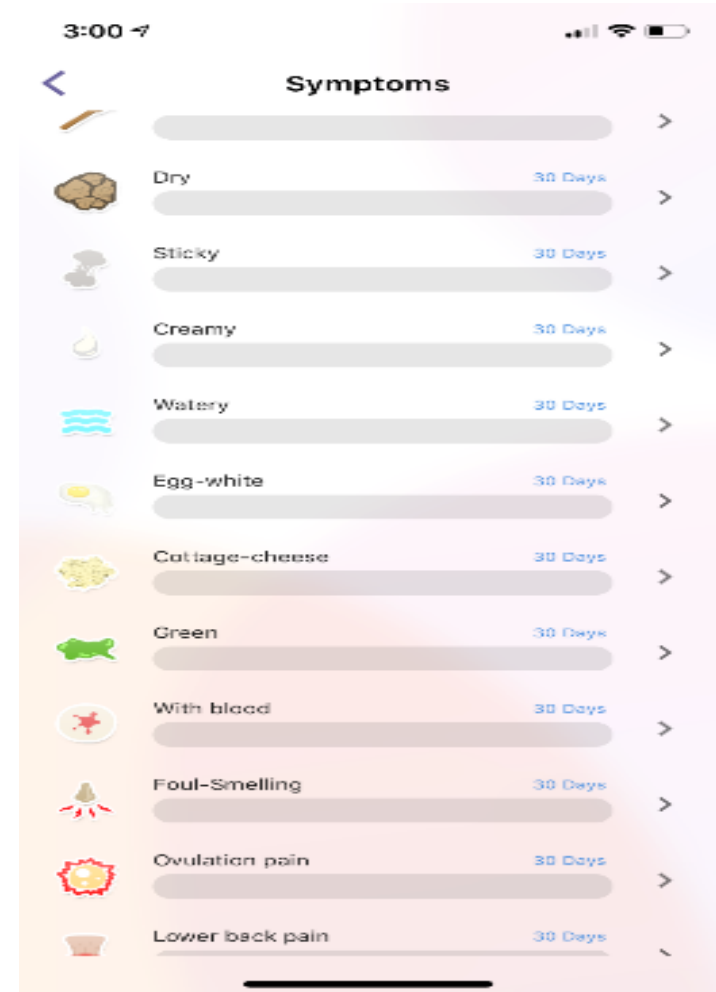 3:00
Symptoms
Dry 30 Days
Sticky 30 Days
Creamy 30 Days
Watery 30 Days
Egg-white 30 Days
Cottage-cheese 30 Days
Green 30 Days
With blood 30 Days
Foul-Smelling 30 Days
Ovulation pain 30 Days
Lower back pain 30 Days